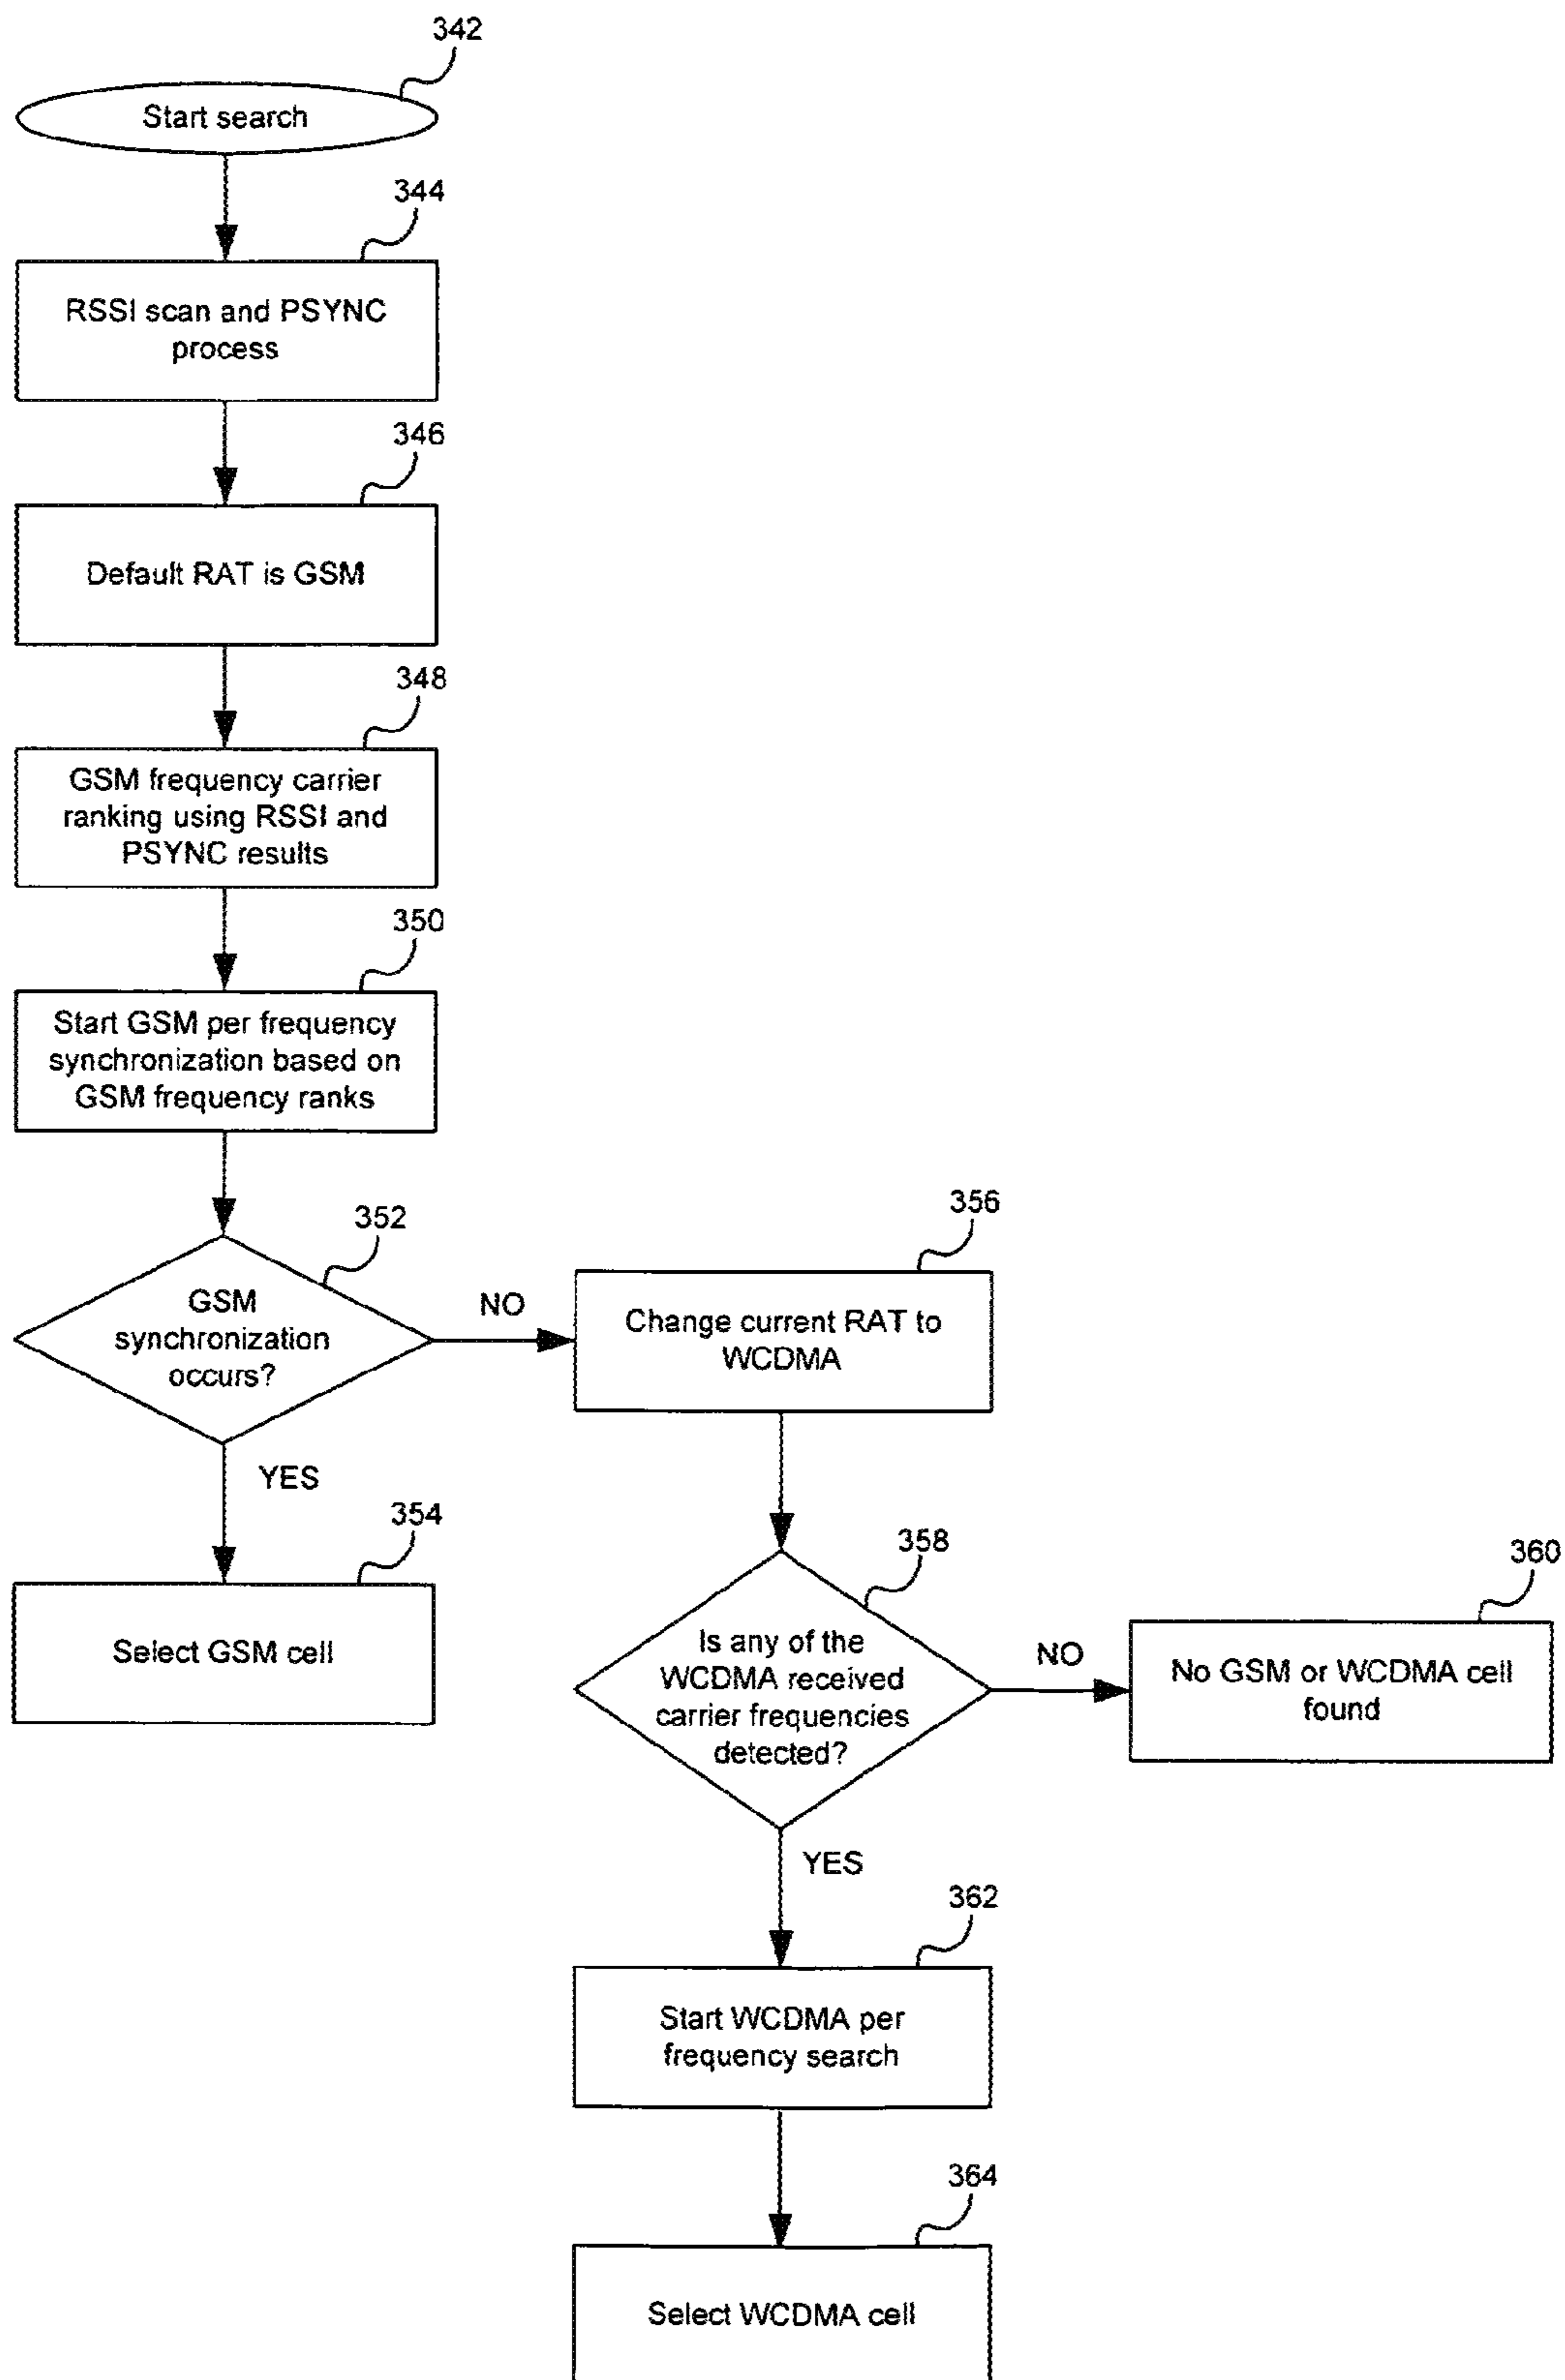 342
Start search
344
RSSI scan and PSYNC
process
346
Default RAT is GSM
348
GSM frequency carrier
ranking using RSSI and
PSYNC results
350
Start GSM per frequency
synchronization based on
GSM frequency ranks
352
GSM
synchronization
occurs?
NO
YES
354
Select GSM cell
356
Change current RAT to
WCDMA
358
Is any of the
WCDMA received
carrier frequencies
detected?
NO
YES
360
No GSM or WCDMA cell
found
362
Start WCDMA per
frequency search
364
Select WCDMA cell